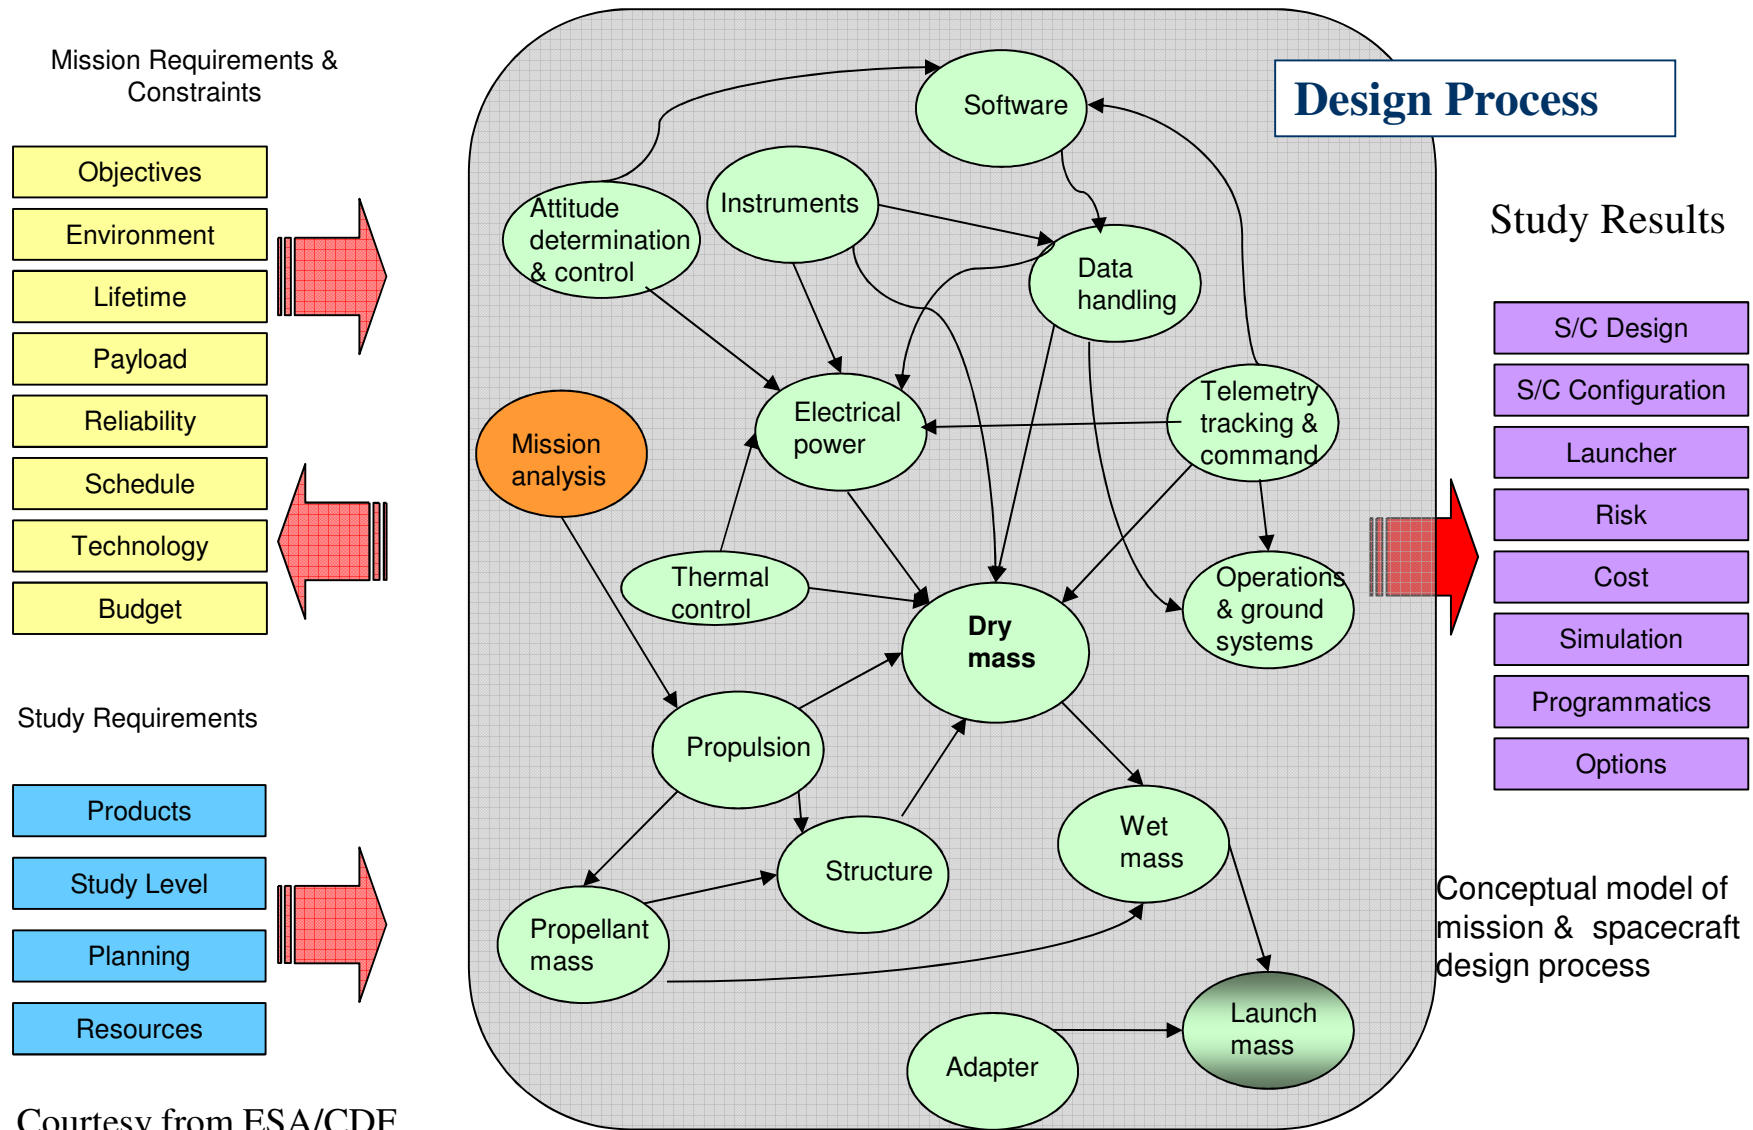 Mission Requirements &
Constraints
Objectives
Environment
Lifetime
Payload
Reliability
Schedule
Technology
Budget
Study Requirements
Products
Study Level
Planning
Resources
Courtesy from ESA/CDF
Design Process
Software
Attitude
determination
& control
Instruments
Data
handling
Electrical
power
Telemetry
tracking &
command
Mission
analysis
Thermal
control
Operations
& ground
systems
Dry
mass
Propulsion
Structure
Wet
mass
Propellant
mass
Launch
mass
Adapter
Study Results
S/C Design
S/C Configuration
Launcher
Risk
Cost
Simulation
Programmatics
Options
Conceptual model of
mission & spacecraft
design process